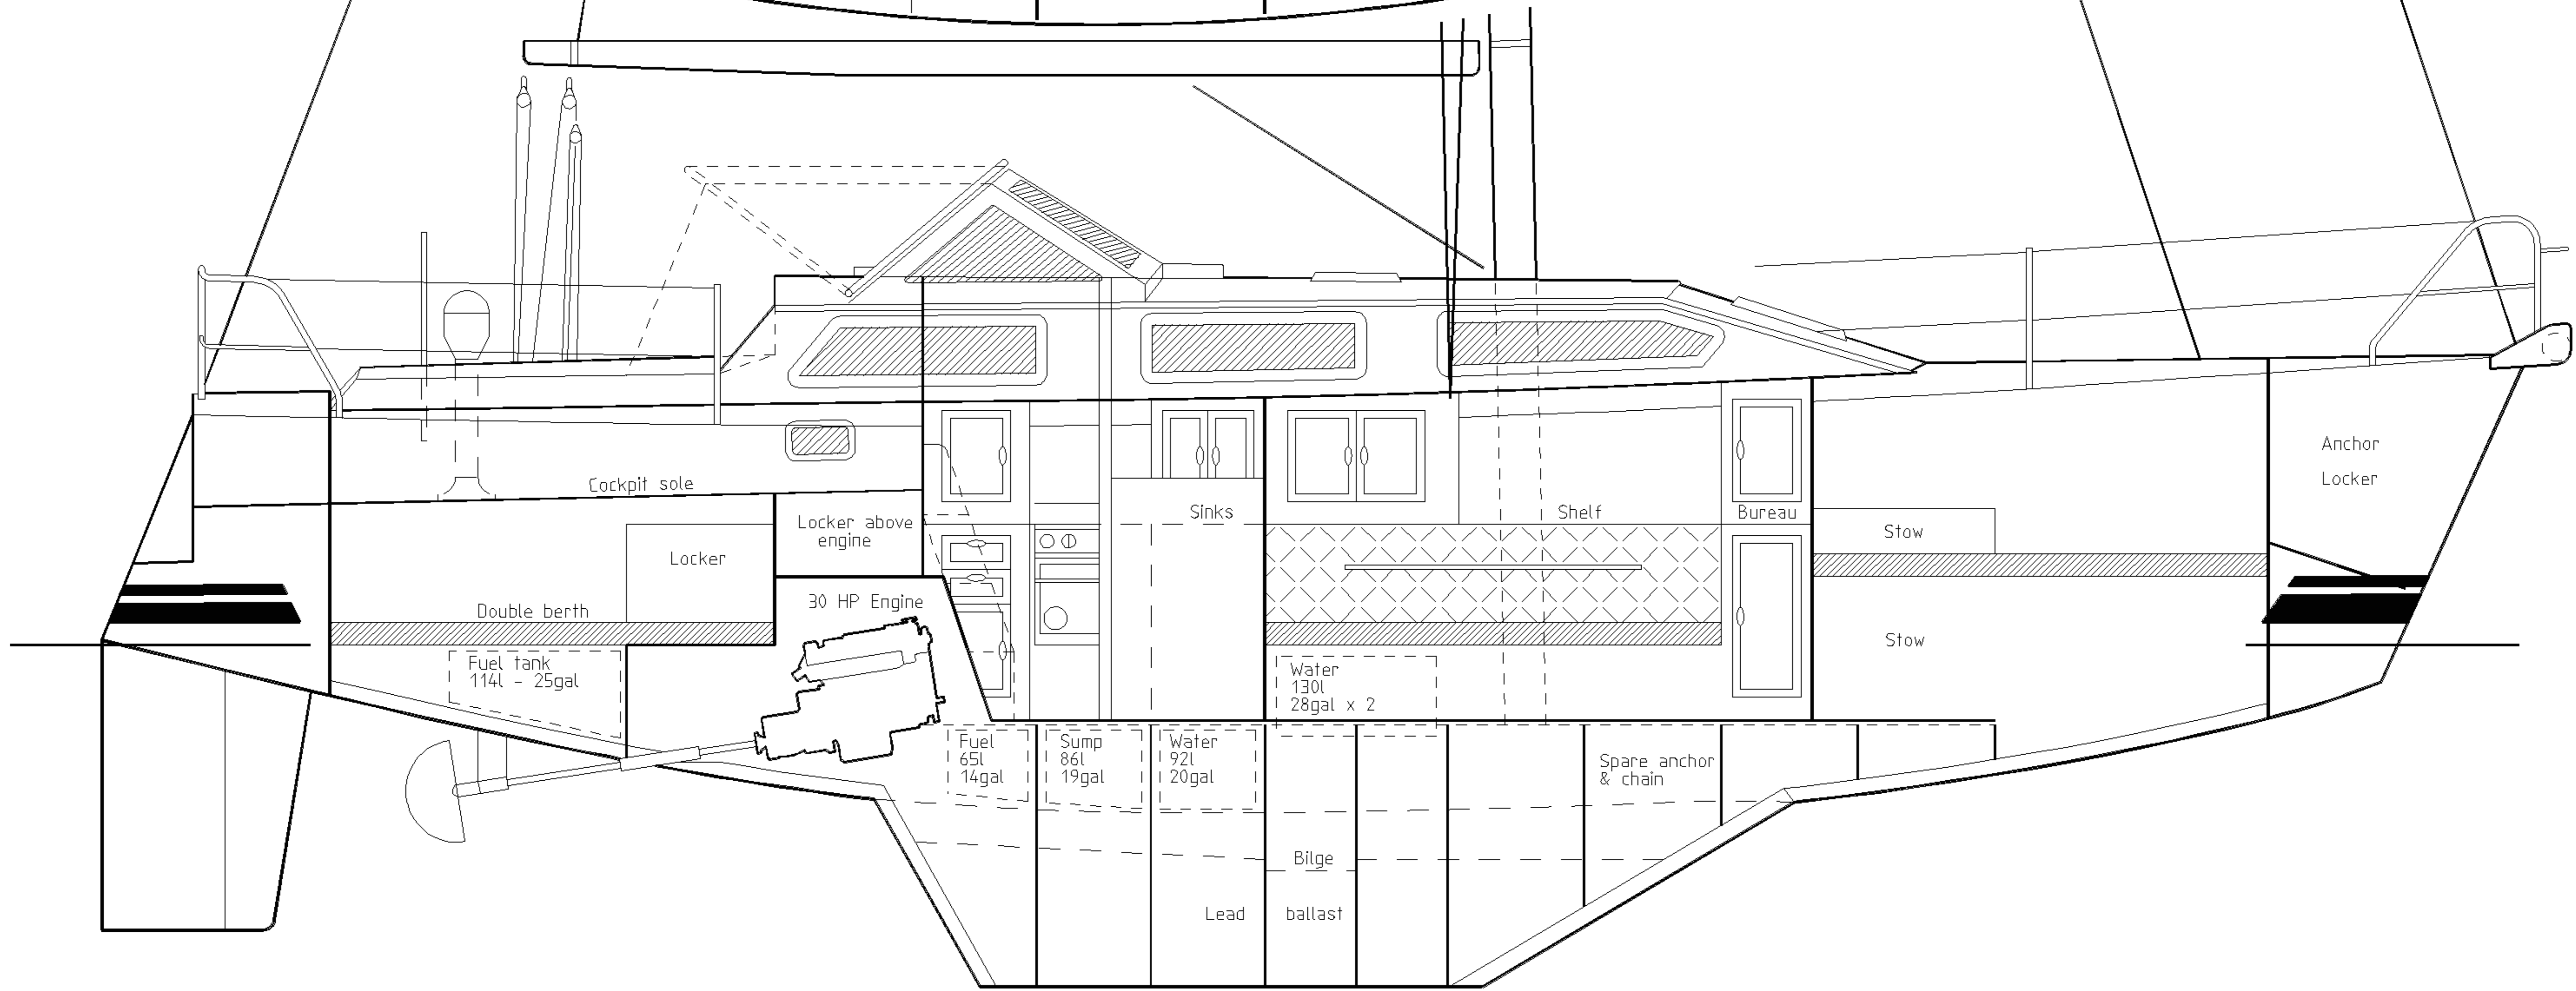 Anchor
Locker
Cockpit sole
Sinks
Shelf
Bureau
Locker above
engine
Stow
Locker
30 HP Engine
Double berth
Stow
Fuel tank
114l - 25gal
Water
130l
28gal x 2
Fuel
65l
14gal
Sump
86l
19gal
Water
92l
20gal
Spare anchor
& chain
Bilge
Lead ballast